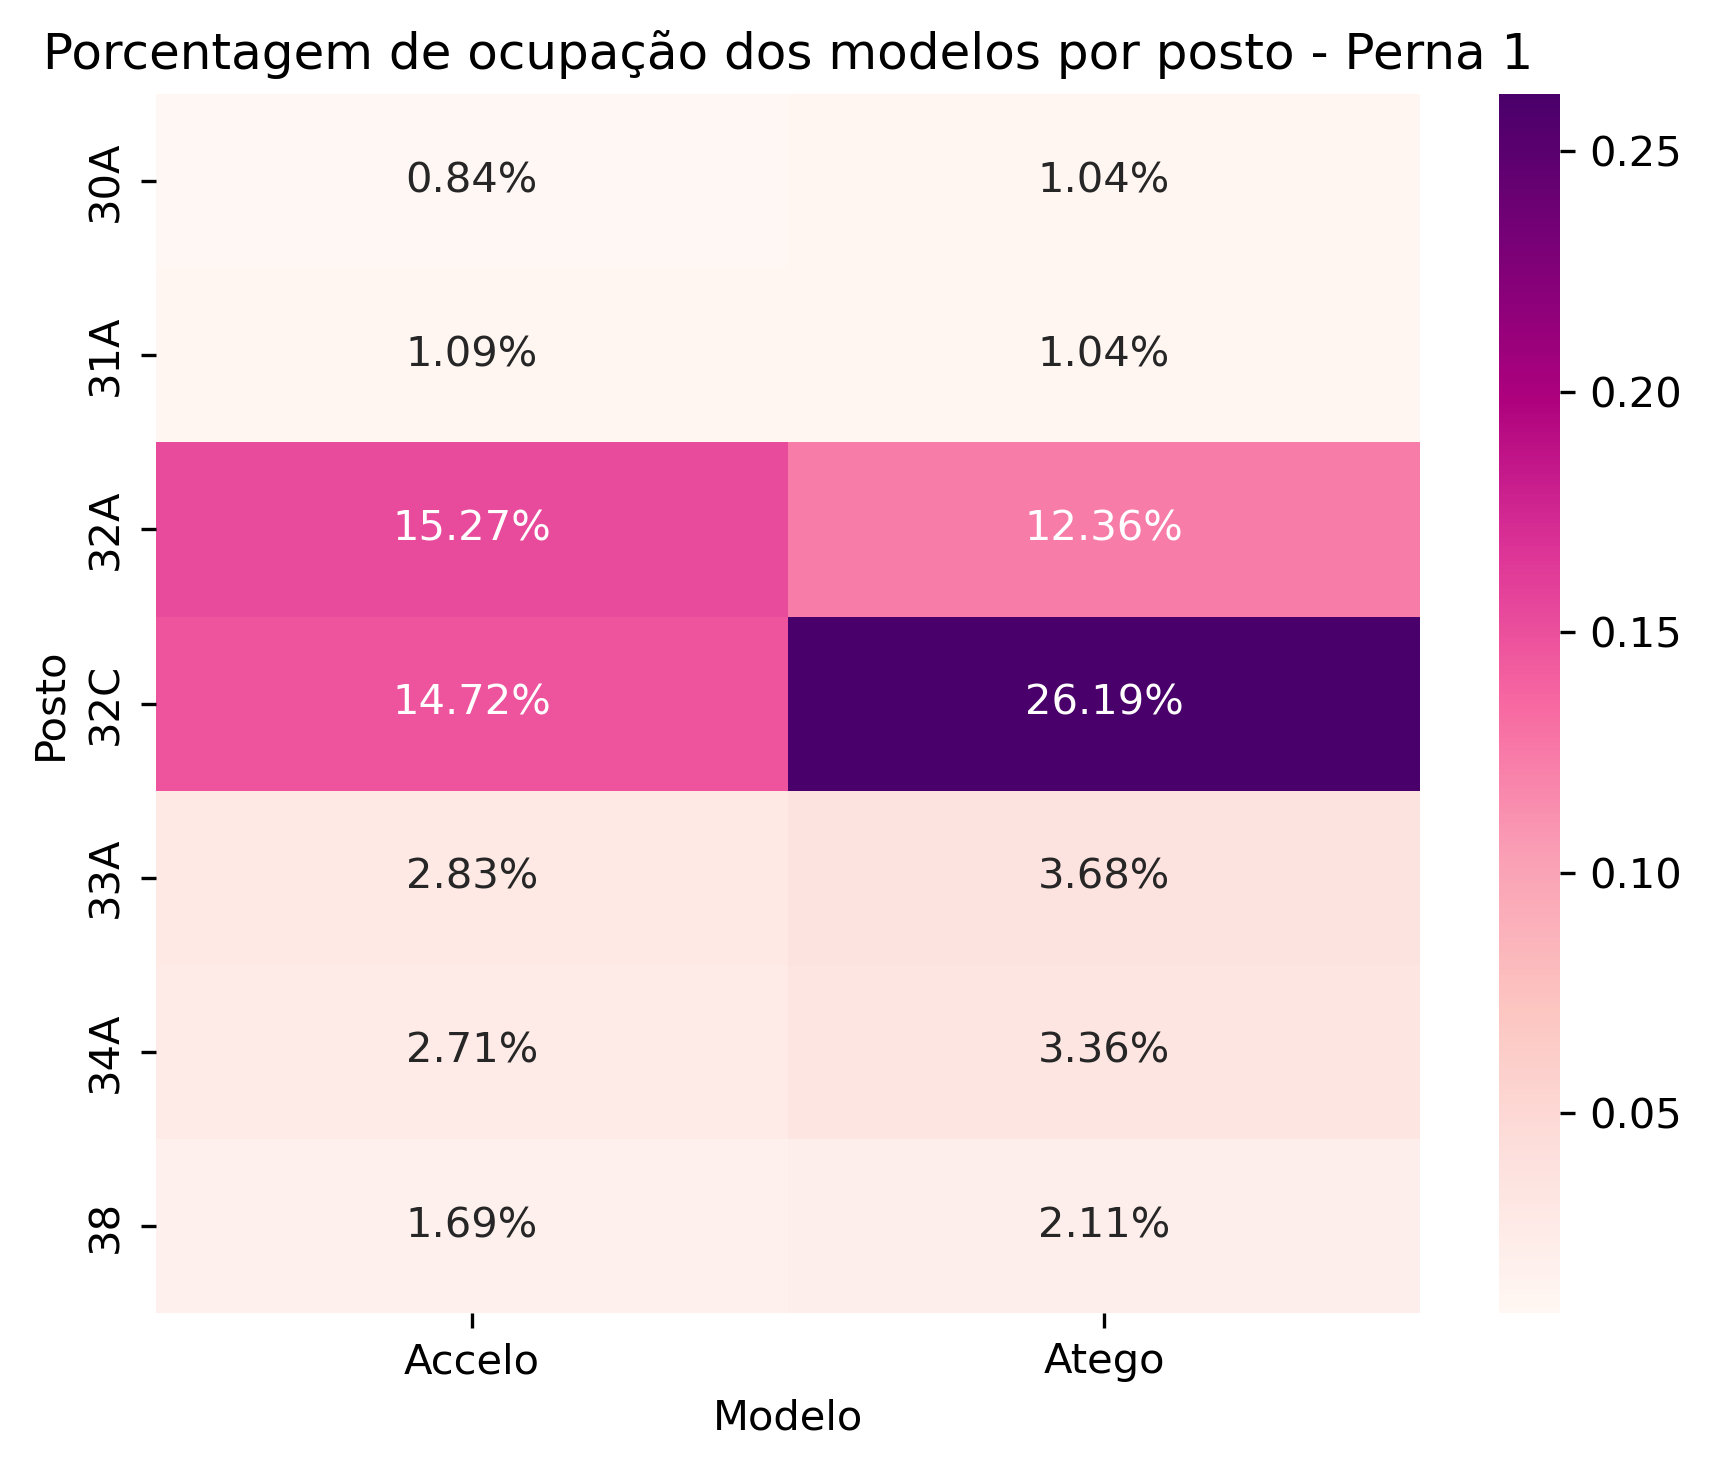 Porcentagem de ocupação dos modelos por posto - Perna 1
30A
0.84%
1.04%
31A
1.09%
1.04%
32A
15.27%
12.36%
32C
14.72%
26.19%
33A
2.83%
3.68%
34A
2.71%
3.36%
38
1.69%
2.11%
Posto
Accelo
Atego
Modelo
0.25
0.20
0.15
0.10
0.05